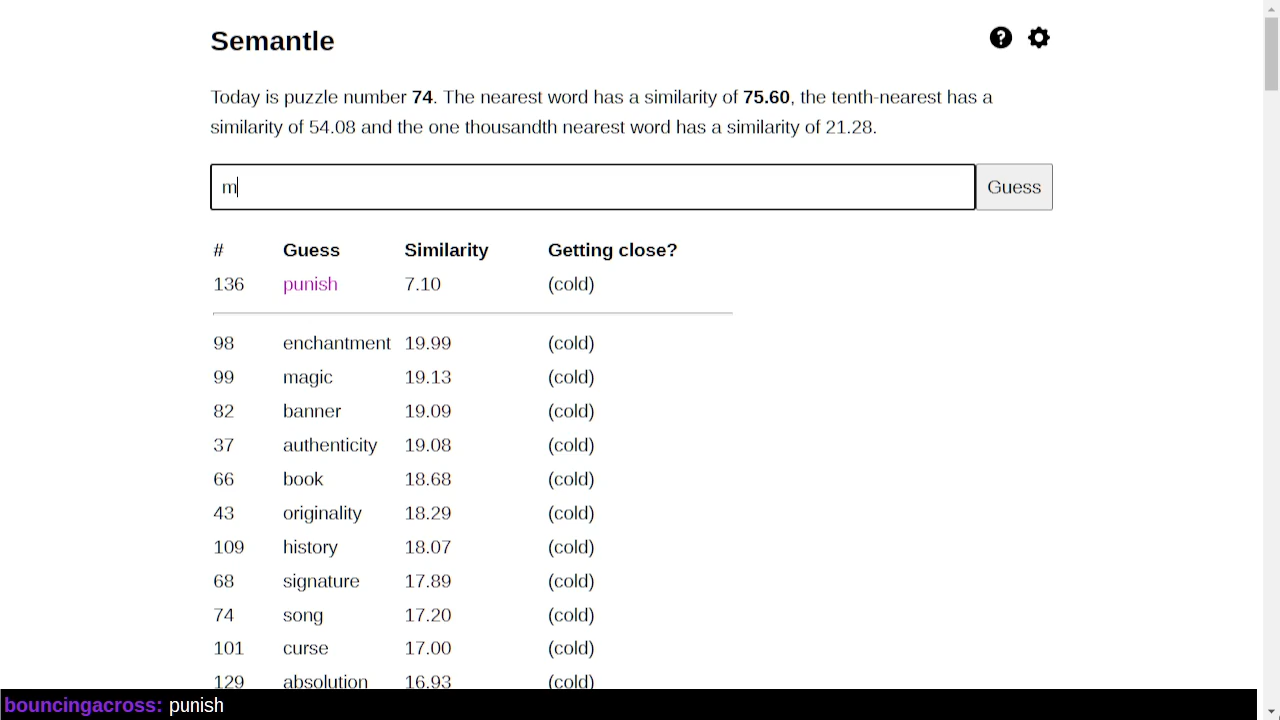 Semantle
Today is puzzle number 74. The nearest word has a similarity of 75.60, the tenth-nearest has a
similarity of 54.08 and the one thousandth nearest word has a similarity of 21.28.
m Guess
# Guess Similarity Getting close?
136 punish 7.10 (cold)
98 enchantment 19.99 (cold)
99 magic 19.13 (cold)
82 banner 19.09 (cold)
37 authenticity 19.08 (cold)
66 book 18.68 (cold)
43 originality 18.29 (cold)
109 history 18.07 (cold)
68 signature 17.89 (cold)
74 song 17.20 (cold)
101 curse 17.00 (cold)
129 absolution 16.93 (cold)
bouncingacross: punish